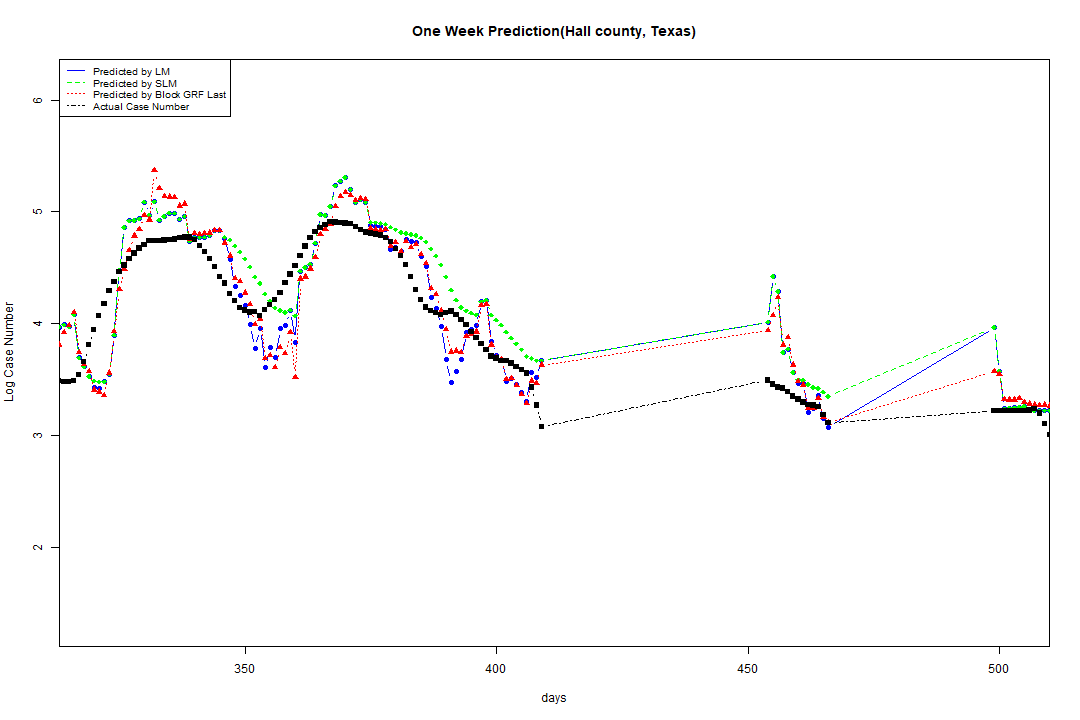 One Week Prediction(Hall county, Texas)
Predicted by LM
Predicted by SLM
Predicted by Block GRF Last
Actual Case Number
6
5
4
3
2
Log Case Number
350
400
450
500
days